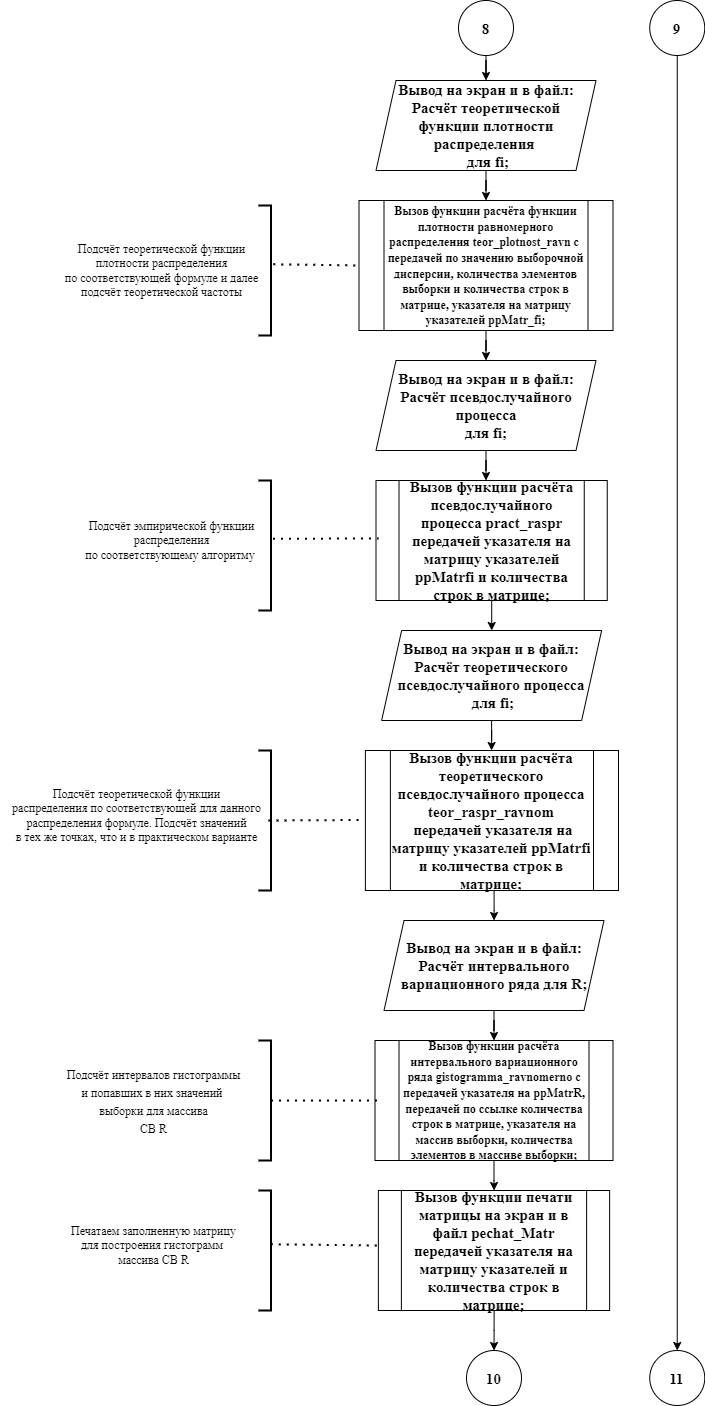 8
9
Вывод на экран и в файл:
Расчёт теоретической
функции плотности
распределения
для fi;
Подсчёт теоретической функции
плотности распределения
по соответствующей формуле и далее
подсчёт теоретической частоты
Вызов функции расчёта функции
плотности равномерного
распределения teor_plotnost_ravn с
передачей по значению выборочной
дисперсии, количества элементов
выборки и количества строк в
матрице, указателя на матрицу
указателей ppMatr_fi;
Вывод на экран и в файл:
Расчёт псевдослучайного
процесса
для fi;
Подсчёт эмпирической функции
распределения
по соответствующему алгоритму
Вызов функции расчёта
псевдослучайного
процесса pract_raspr
передачей указателя на
матрицу указателей
ppMatrfi и количества
строк в матрице;
Вывод на экран и в файл:
Расчёт теоретического
псевдослучайного процесса
для fi;
Подсчёт теоретической функции
распределения по соответствующей для данного
распределения формуле. Подсчёт значений
в тех же точках, что и в практическом варианте
Вызов функции расчёта
теоретического
псевдослучайного процесса
teor_raspr_ravnom
передачей указателя на
матрицу указателей ppMatrfi
и количества строк в
матрице;
Вывод на экран и в файл:
Расчёт интервального
вариационного ряда для R;
Подсчёт интервалов гистограммы
и попавших в них значений
выборки для массива
СВ R
Вызов функции расчёта
интервального вариационного
ряда gistogramma_ravnomerno с
передачей указателя на ppMatrR,
передачей по ссылке количества
строк в матрице, указателя на
массив выборки, количества
элементов в массиве выборки;
Печатаем заполненную матрицу
для построения гистограмм
массива СВ R
Вызов функции печати
матрицы на экран и в
файл pechat_Matr
передачей указателя на
матрицу указателей и
количества строк в
матрице;
10
11